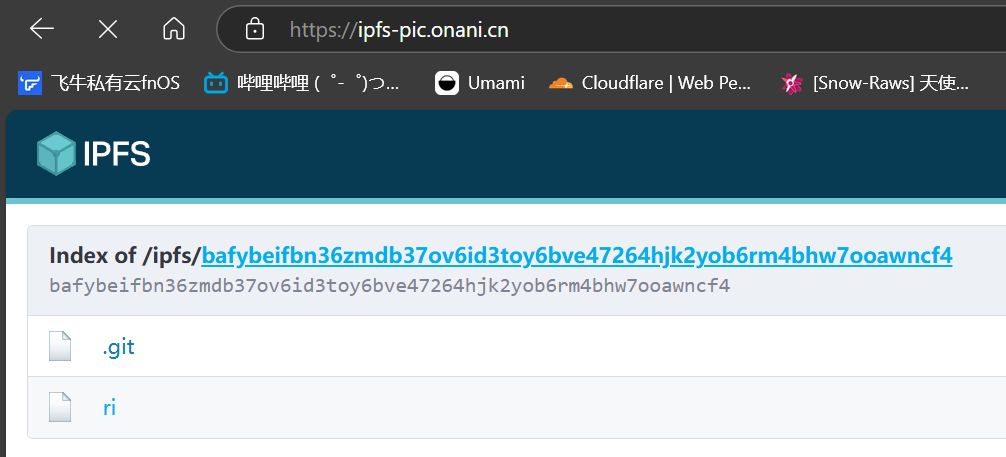 https://ipfs-pic.onani.cn
飞牛私有云fnOS 哔哩哔哩 ( ゜- ゜)つ... Umami Cloudflare | Web Pe... [Snow-Raws] 天使...
IPFS
Index of /ipfs/bafybeifbn36zmdb37ov6id3toy6bve47264hjk2yob6rm4bhw7ooawncf4
bafybeifbn36zmdb37ov6id3toy6bve47264hjk2yob6rm4bhw7ooawncf4
.git
ri